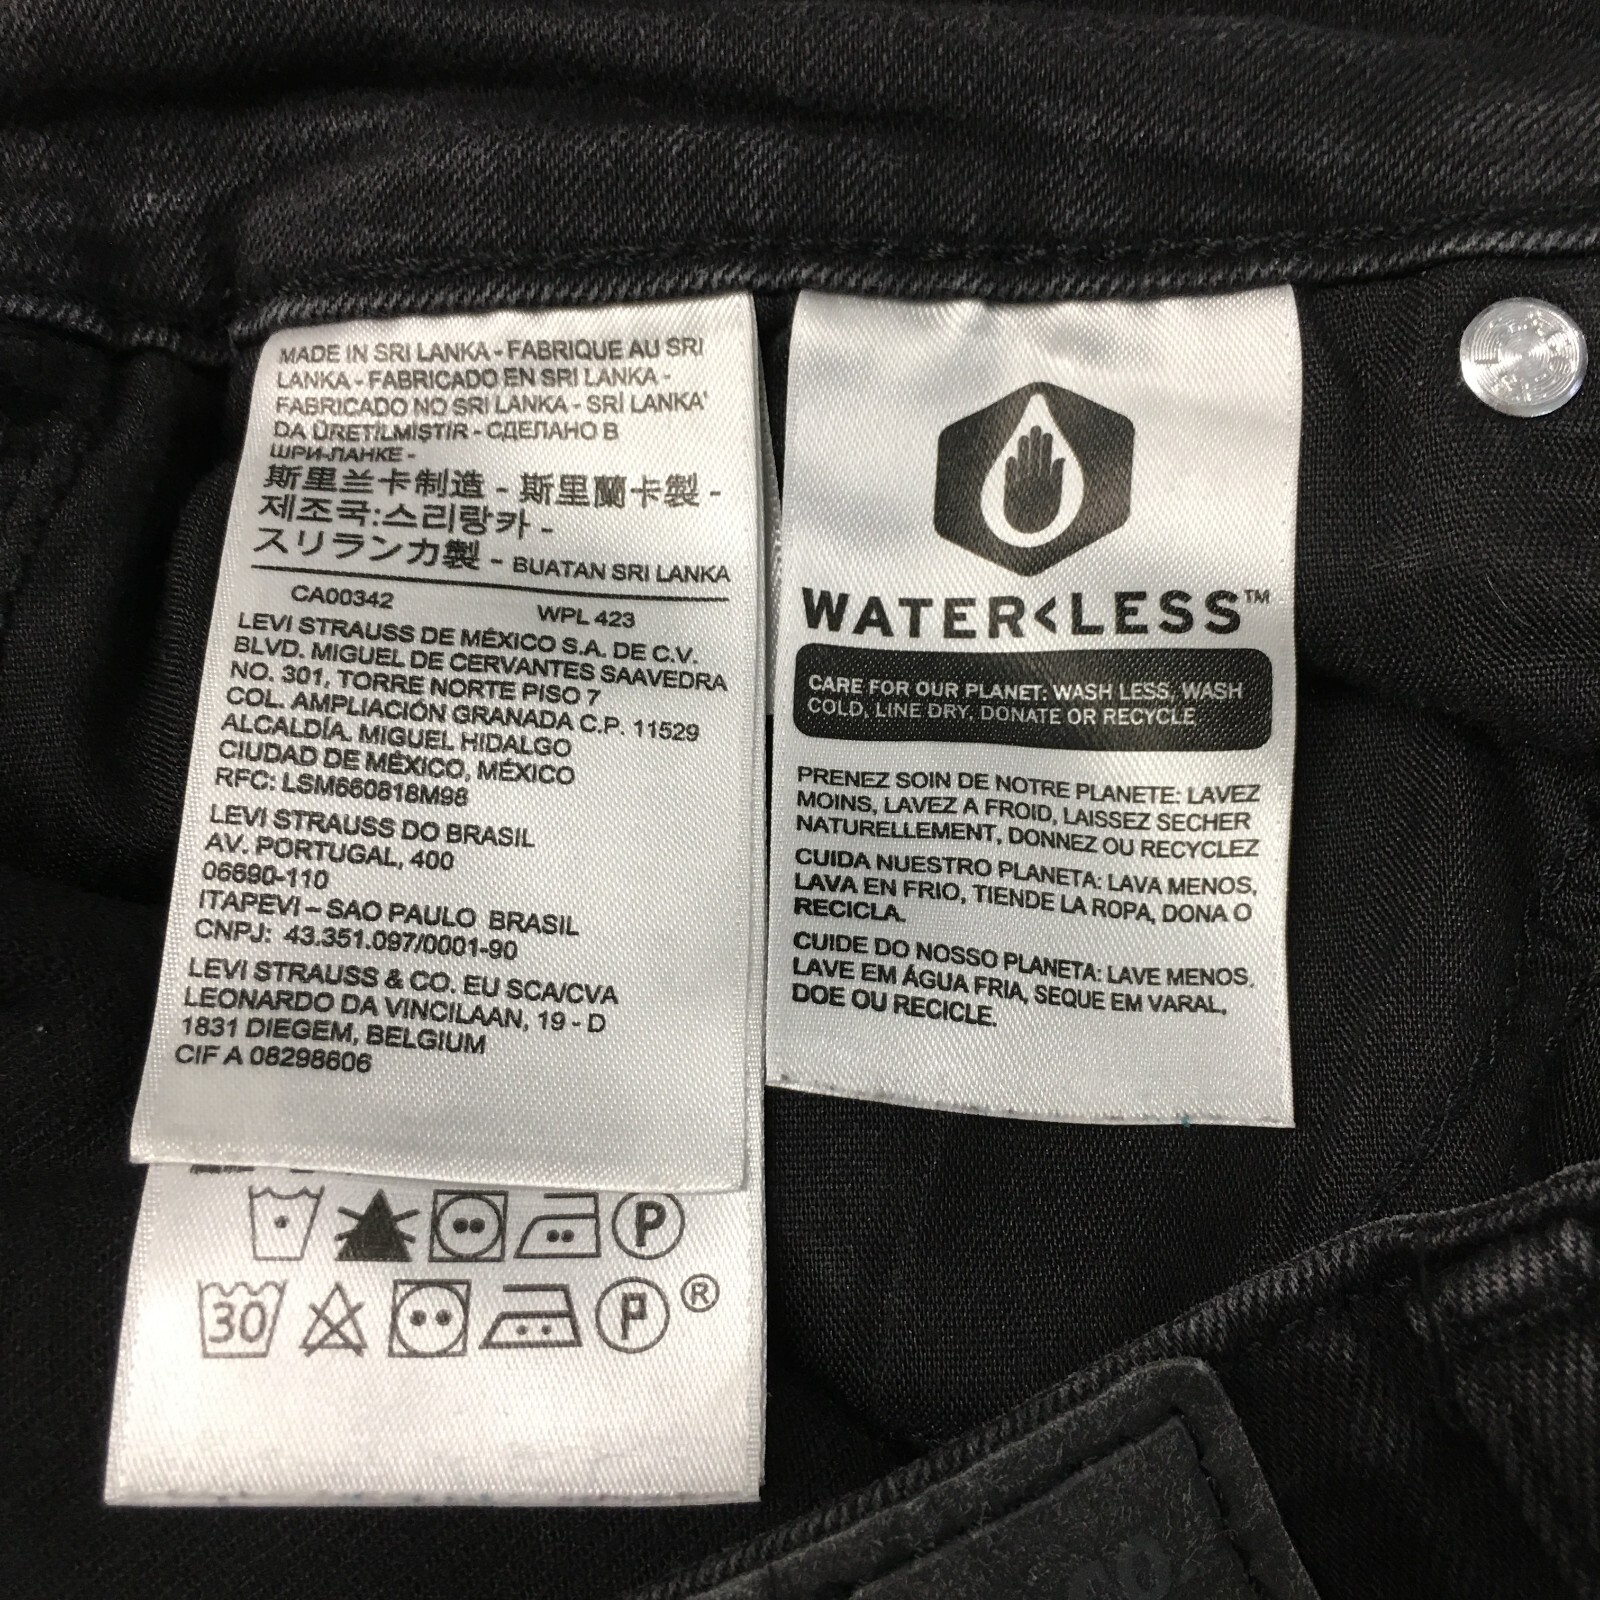 MADE IN SRI LANKA - FABRIQUE AU SRI
LANKA - FABRICADO EN SRI LANKA -
FABRICADO NO SRI LANKA - SRİ LANKA'
DA ÜRETİLMİŞTİR - СДЕЛАНО В
ШРИ-ЛАНКЕ -
斯里兰卡制造 - 斯里蘭卡製 -
제조국:스리랑카 -
スリランカ製 - BUATAN SRI LANKA
CA00342 WPL 423
LEVI STRAUSS DE MÉXICO S.A. DE C.V.
BLVD. MIGUEL DE CERVANTES SAAVEDRA
NO. 301, TORRE NORTE PISO 7
COL. AMPLIACIÓN GRANADA C.P. 11529
ALCALDÍA. MIGUEL HIDALGO
CIUDAD DE MÉXICO, MÉXICO
RFC: LSM660818M98
LEVI STRAUSS DO BRASIL
AV. PORTUGAL, 400
06690-110
ITAPEVI – SAO PAULO BRASIL
CNPJ: 43.351.097/0001-90
LEVI STRAUSS & CO. EU SCA/CVA
LEONARDO DA VINCILAAN, 19 - D
1831 DIEGEM, BELGIUM
CIF A 08298606
P
30 P ®
WATER<LESS™
CARE FOR OUR PLANET: WASH LESS, WASH
COLD, LINE DRY, DONATE OR RECYCLE
PRENEZ SOIN DE NOTRE PLANETE: LAVEZ
MOINS, LAVEZ A FROID, LAISSEZ SECHER
NATURELLEMENT, DONNEZ OU RECYCLEZ
CUIDA NUESTRO PLANETA: LAVA MENOS,
LAVA EN FRIO, TIENDE LA ROPA, DONA O
RECICLA.
CUIDE DO NOSSO PLANETA: LAVE MENOS,
LAVE EM ÁGUA FRIA, SEQUE EM VARAL,
DOE OU RECICLE.